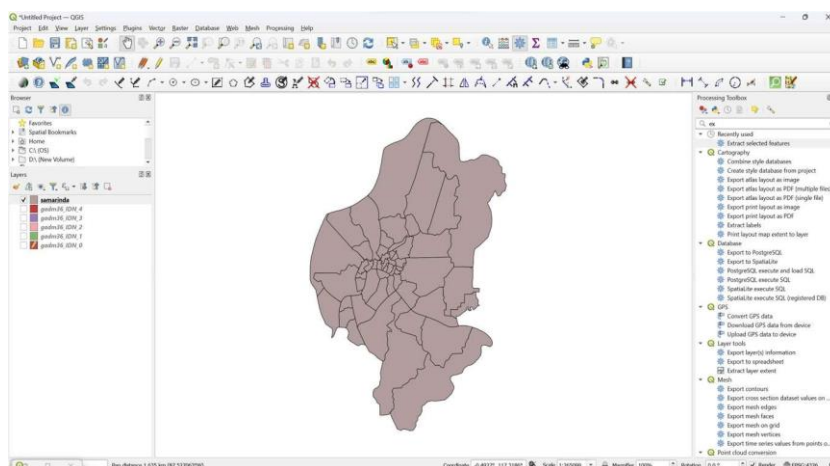 *Untitled Project — QGIS
Project Edit View Layer Settings Plugins Vector Raster Database Web Mesh Processing Help
Browser
Favorites
Spatial Bookmarks
Home
C:\ (OS)
D:\ (New Volume)
Layers
samarinda
gadm36_IDN_4
gadm36_IDN_3
gadm36_IDN_2
gadm36_IDN_1
gadm36_IDN_0
Processing Toolbox
ex
Recently used
Extract selected features
Cartography
Combine style databases
Create style database from project
Export atlas layout as image
Export atlas layout as PDF (multiple files)
Export atlas layout as PDF (single file)
Export print layout as image
Export print layout as PDF
Extract labels
Print layout map extent to layer
Database
Export to PostgreSQL
Export to SpatiaLite
PostgreSQL execute and load SQL
PostgreSQL execute SQL
SpatiaLite execute SQL
SpatiaLite execute SQL (registered DB)
GPS
Convert GPS data
Download GPS data from device
Upload GPS data to device
Layer tools
Export layer(s) information
Export to spreadsheet
Extract layer extent
Mesh
Export contours
Export cross section dataset values on ...
Export mesh edges
Export mesh faces
Export mesh on grid
Export mesh vertices
Export time series values from points o...
Point cloud conversion
Coordinate Scale Magnifier 100% Rotation 0.0° Render EPSG:4326